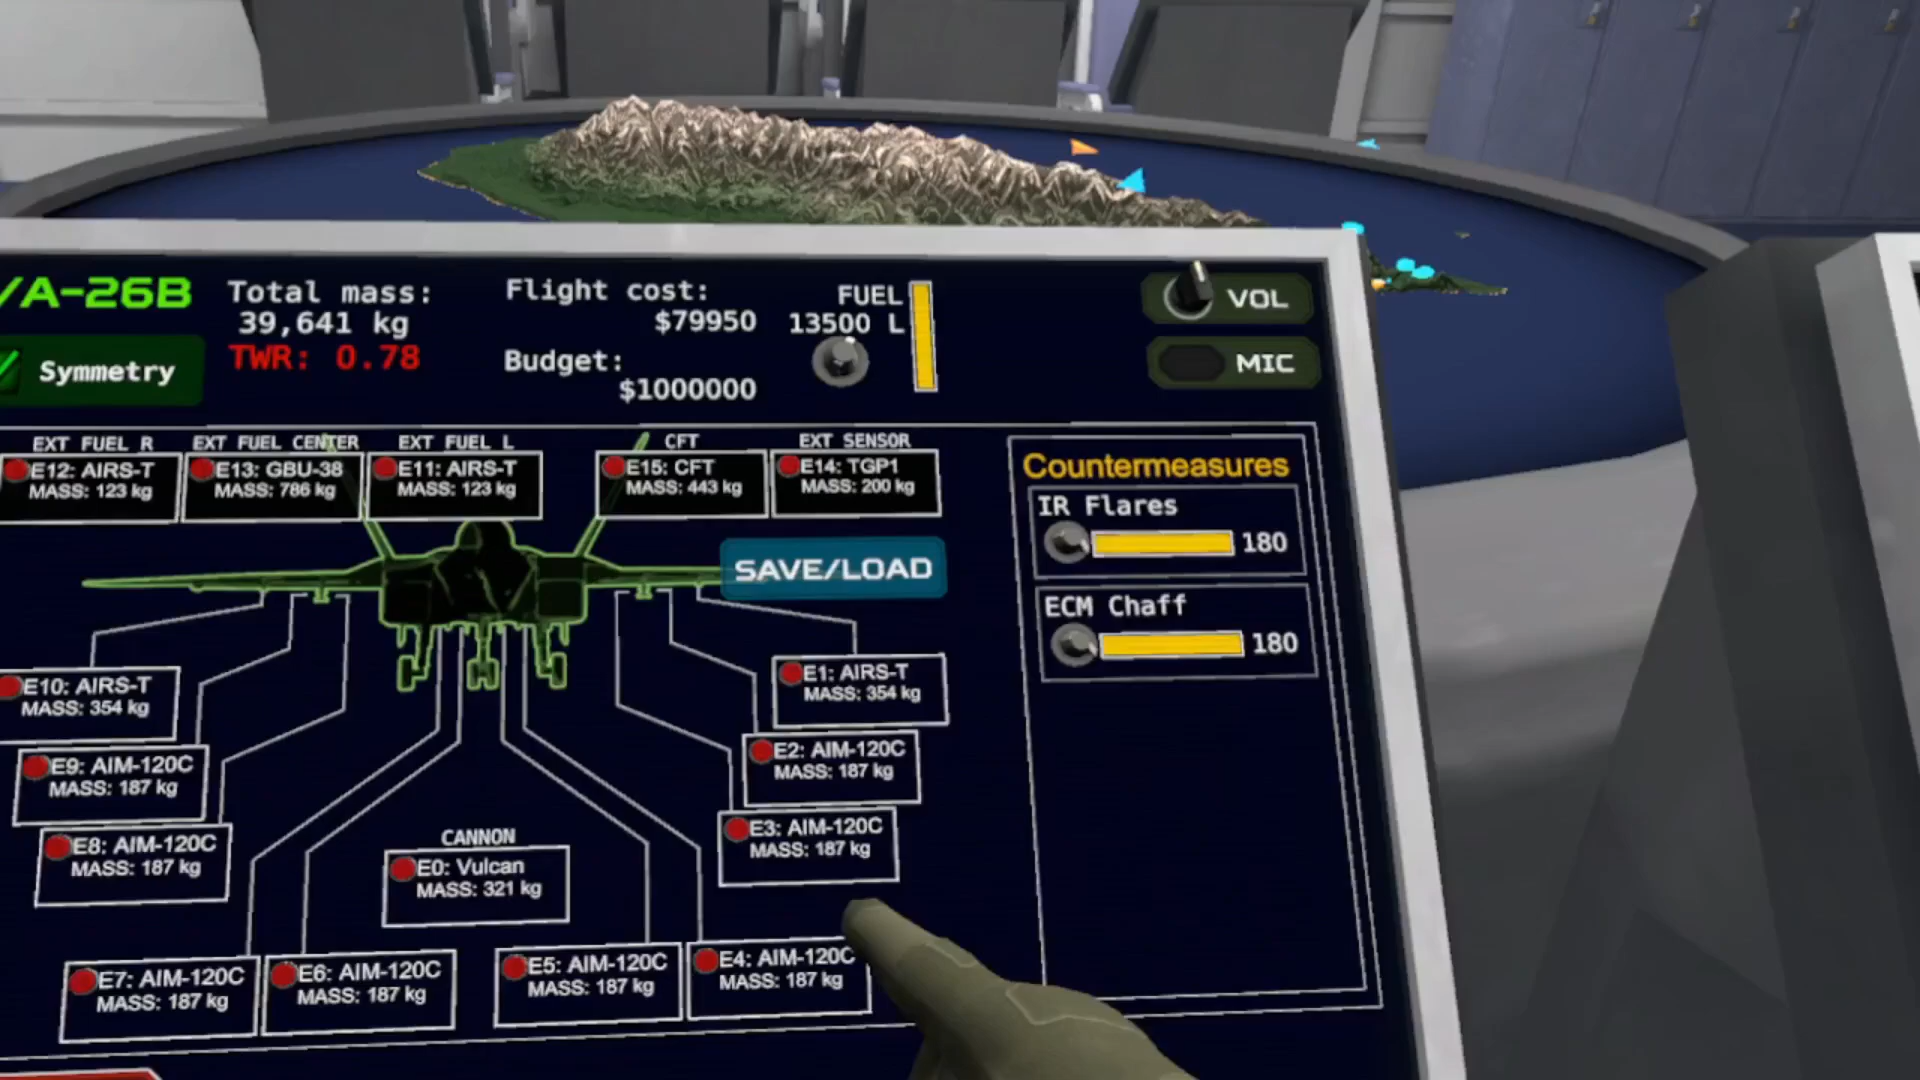 /A-26B
Total mass:
39,641 kg
TWR: 0.78
Symmetry
Flight cost:
$79950
Budget:
$1000000
FUEL
13500 L
VOL
MIC
EXT FUEL R
E12: AIRS-T
MASS: 123 kg
EXT FUEL CENTER
E13: GBU-38
MASS: 786 kg
EXT FUEL L
E11: AIRS-T
MASS: 123 kg
CFT
E15: CFT
MASS: 443 kg
EXT SENSOR
E14: TGP1
MASS: 200 kg
Countermeasures
IR Flares
180
ECM Chaff
180
SAVE/LOAD
E10: AIRS-T
MASS: 354 kg
E1: AIRS-T
MASS: 354 kg
E9: AIM-120C
MASS: 187 kg
E2: AIM-120C
MASS: 187 kg
E8: AIM-120C
MASS: 187 kg
CANNON
E0: Vulcan
MASS: 321 kg
E3: AIM-120C
MASS: 187 kg
E7: AIM-120C
MASS: 187 kg
E6: AIM-120C
MASS: 187 kg
E5: AIM-120C
MASS: 187 kg
E4: AIM-120C
MASS: 187 kg